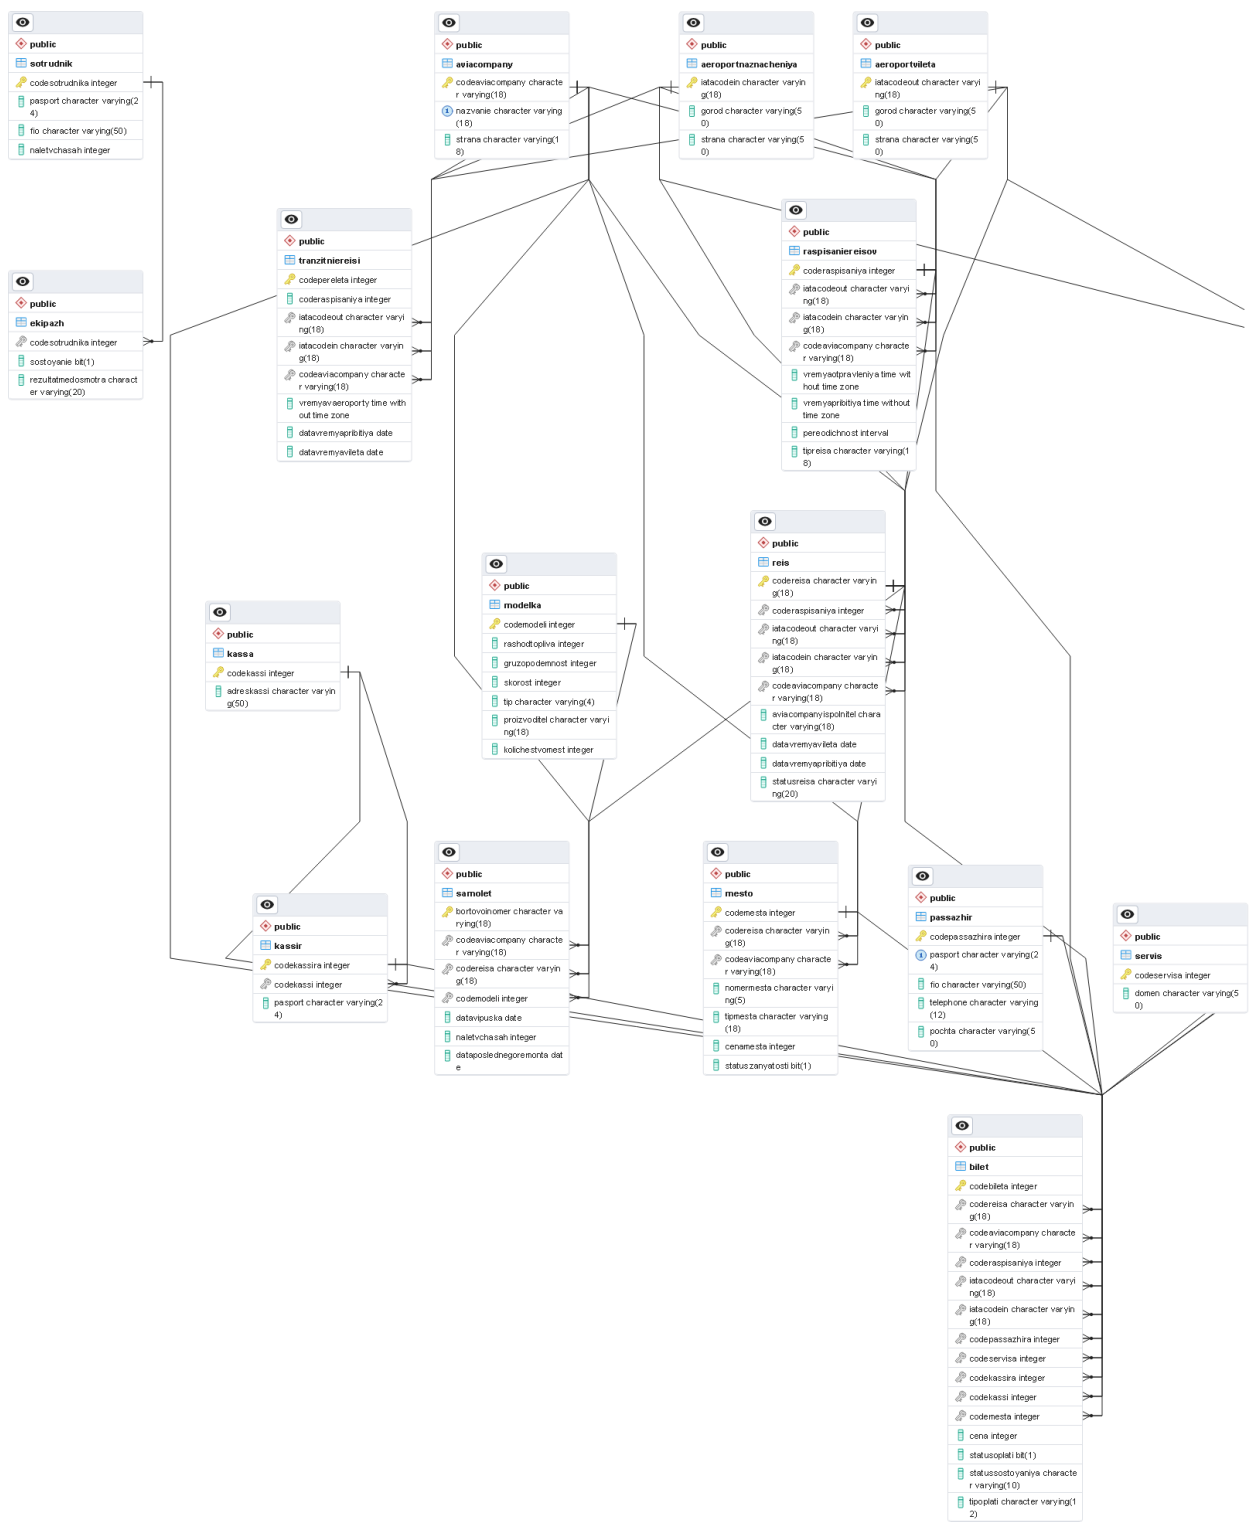 public
sotrudnik
codesotrudnika integer
pasport character varying(2
4)
fio character varying(50)
naletvchasah integer
public
aviacompany
codeaviacompany characte
r varying(18)
nazvanie character varying
(18)
strana character varying(1
8)
public
aeroportnaznacheniya
iatacodein character varyin
g(18)
gorod character varying(5
0)
strana character varying(5
0)
public
aeroportvileta
iatacodeout character varyi
ng(18)
gorod character varying(5
0)
strana character varying(5
0)
public
tranzitniereisi
codepereleta integer
coderaspisaniya integer
iatacodeout character varyi
ng(18)
iatacodein character varyin
g(18)
codeaviacompany characte
r varying(18)
vremyavaeroporty time with
out time zone
datavremyapribitiya date
datavremyavileta date
public
raspisaniereisov
coderaspisaniya integer
iatacodeout character varyi
ng(18)
iatacodein character varyin
g(18)
codeaviacompany characte
r varying(18)
vremyaotpravleniya time wit
hout time zone
vremyapribitiya time without
time zone
pereodichnost interval
tipreisa character varying(1
8)
public
ekipazh
codesotrudnika integer
sostoyanie bit(1)
rezultatmedosmotra charact
er varying(20)
public
reis
codereisa character varyin
g(18)
coderaspisaniya integer
iatacodeout character varyi
ng(18)
iatacodein character varyin
g(18)
codeaviacompany characte
r varying(18)
aviacompanyispolnitel chara
cter varying(18)
datavremyavileta date
datavremyapribitiya date
statusreisa character varyi
ng(20)
public
modelka
codemodeli integer
rashodtopliva integer
gruzopodemnost integer
skorost integer
tip character varying(4)
proizvoditel character varyi
ng(18)
kolichestvomest integer
public
kassa
codekassi integer
adreskassi character varyin
g(50)
public
kassir
codekassira integer
codekassi integer
pasport character varying(2
4)
public
samolet
bortovoinomer character va
rying(18)
codeaviacompany characte
r varying(18)
codereisa character varyin
g(18)
codemodeli integer
datavipuska date
naletvchasah integer
dataposlednegoremonta dat
e
public
mesto
codemesta integer
codereisa character varyin
g(18)
codeaviacompany characte
r varying(18)
nomermesta character varyi
ng(5)
tipmesta character varying
(18)
cenamesta integer
statuszanyatosti bit(1)
public
passazhir
codepassazhira integer
pasport character varying(2
4)
fio character varying(50)
telephone character varying
(12)
pochta character varying(5
0)
public
servis
codeservisa integer
domen character varying(5
0)
public
bilet
codebileta integer
codereisa character varyin
g(18)
codeaviacompany characte
r varying(18)
coderaspisaniya integer
iatacodeout character varyi
ng(18)
iatacodein character varyin
g(18)
codepassazhira integer
codeservisa integer
codekassira integer
codekassi integer
codemesta integer
cena integer
statusoplati bit(1)
statussostoyaniya characte
r varying(10)
tipoplati character varying(1
2)